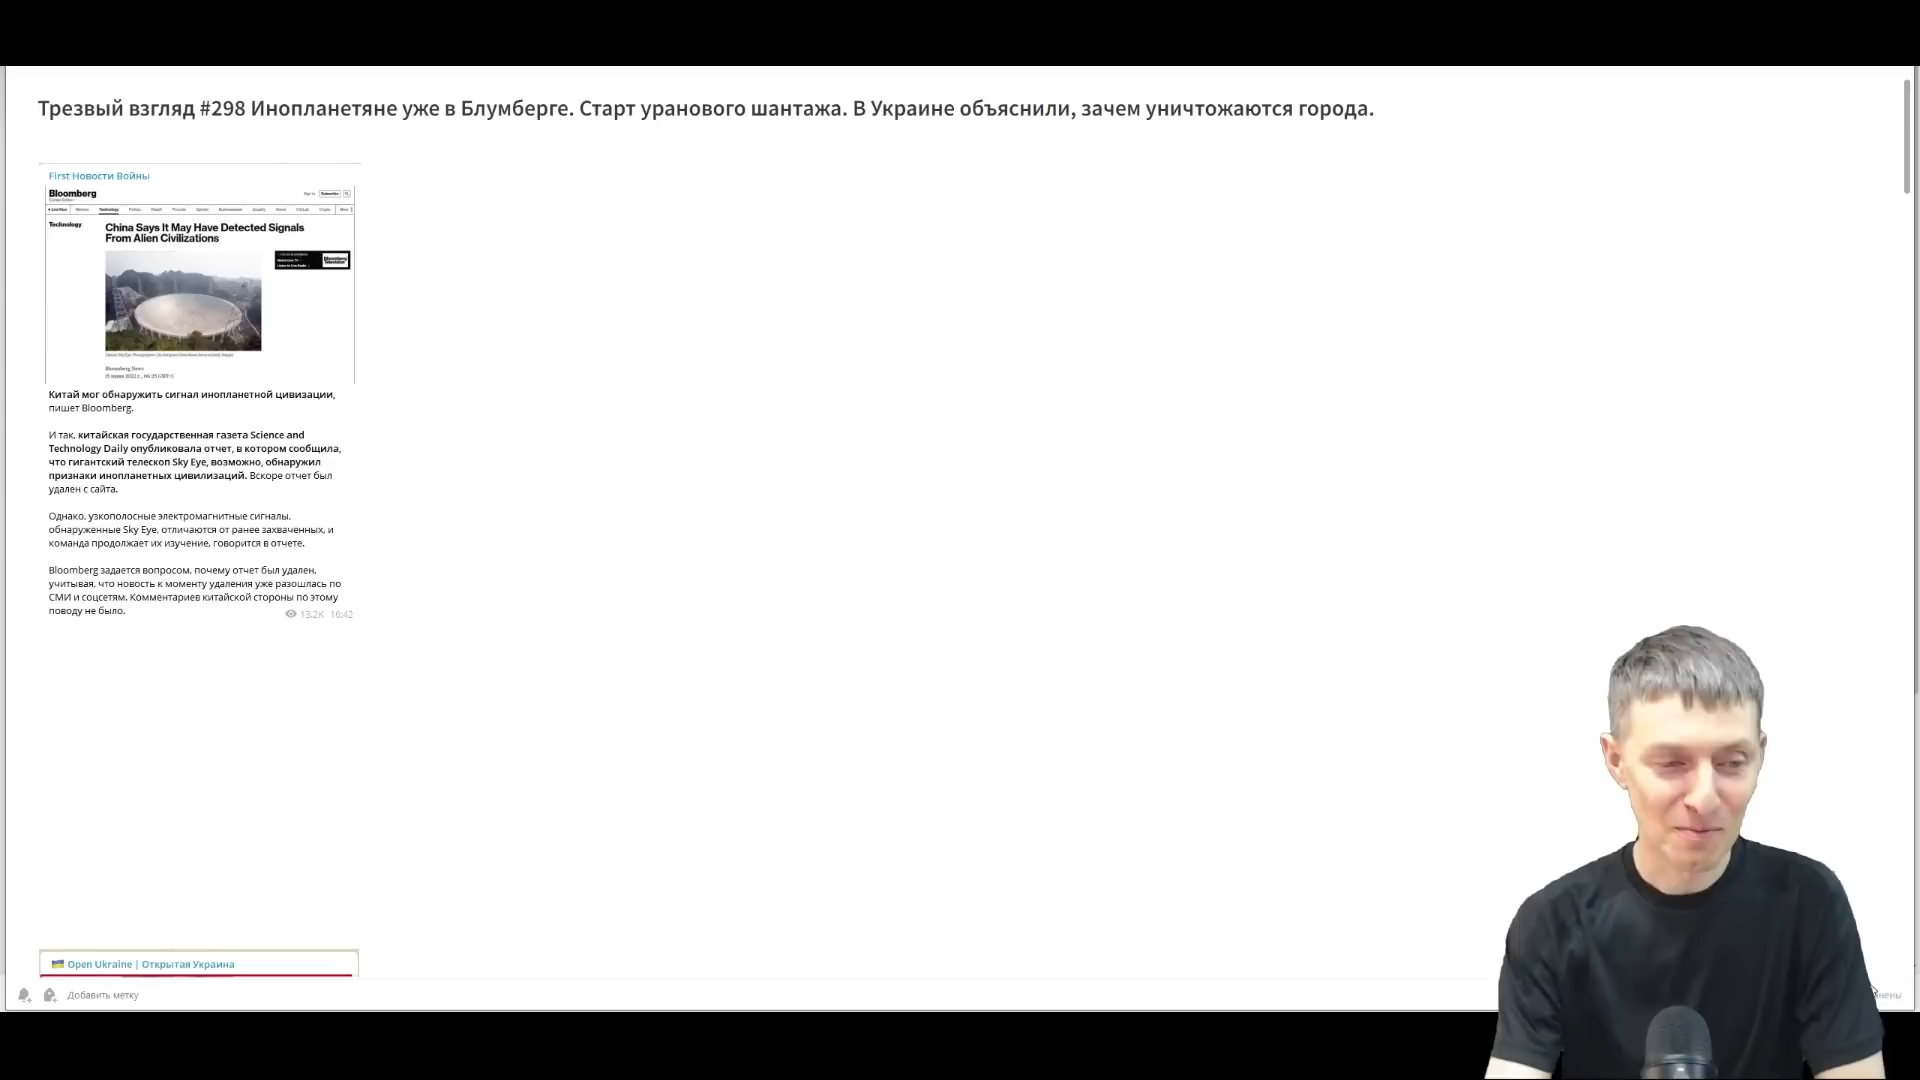 Трезвый взгляд #298 Инопланетяне уже в Блумберге. Старт уранового шантажа. В Украине объяснили, зачем уничтожаются города.
First Новости Войны
Bloomberg
Sign In
Subscribe
Technology
China Says It May Have Detected Signals
From Alien Civilizations
Bloomberg News
Китай мог обнаружить сигнал инопланетной цивизации,
пишет Bloomberg.
И так, китайская государственная газета Science and
Technology Daily опубликовала отчет, в котором сообщила,
что гигантский телескоп Sky Eye, возможно, обнаружил
признаки инопланетных цивилизаций. Вскоре отчет был
удален с сайта.
Однако, узкополосные электромагнитные сигналы,
обнаруженные Sky Eye, отличаются от ранее захваченных, и
команда продолжает их изучение, говорится в отчете.
Bloomberg задается вопросом, почему отчет был удален,
учитывая, что новость к моменту удаления уже разошлась по
СМИ и соцсетям. Комментариев китайской стороны по этому
поводу не было.
13.2K 16:42
Open Ukraine | Открытая Украина
Добавить метку